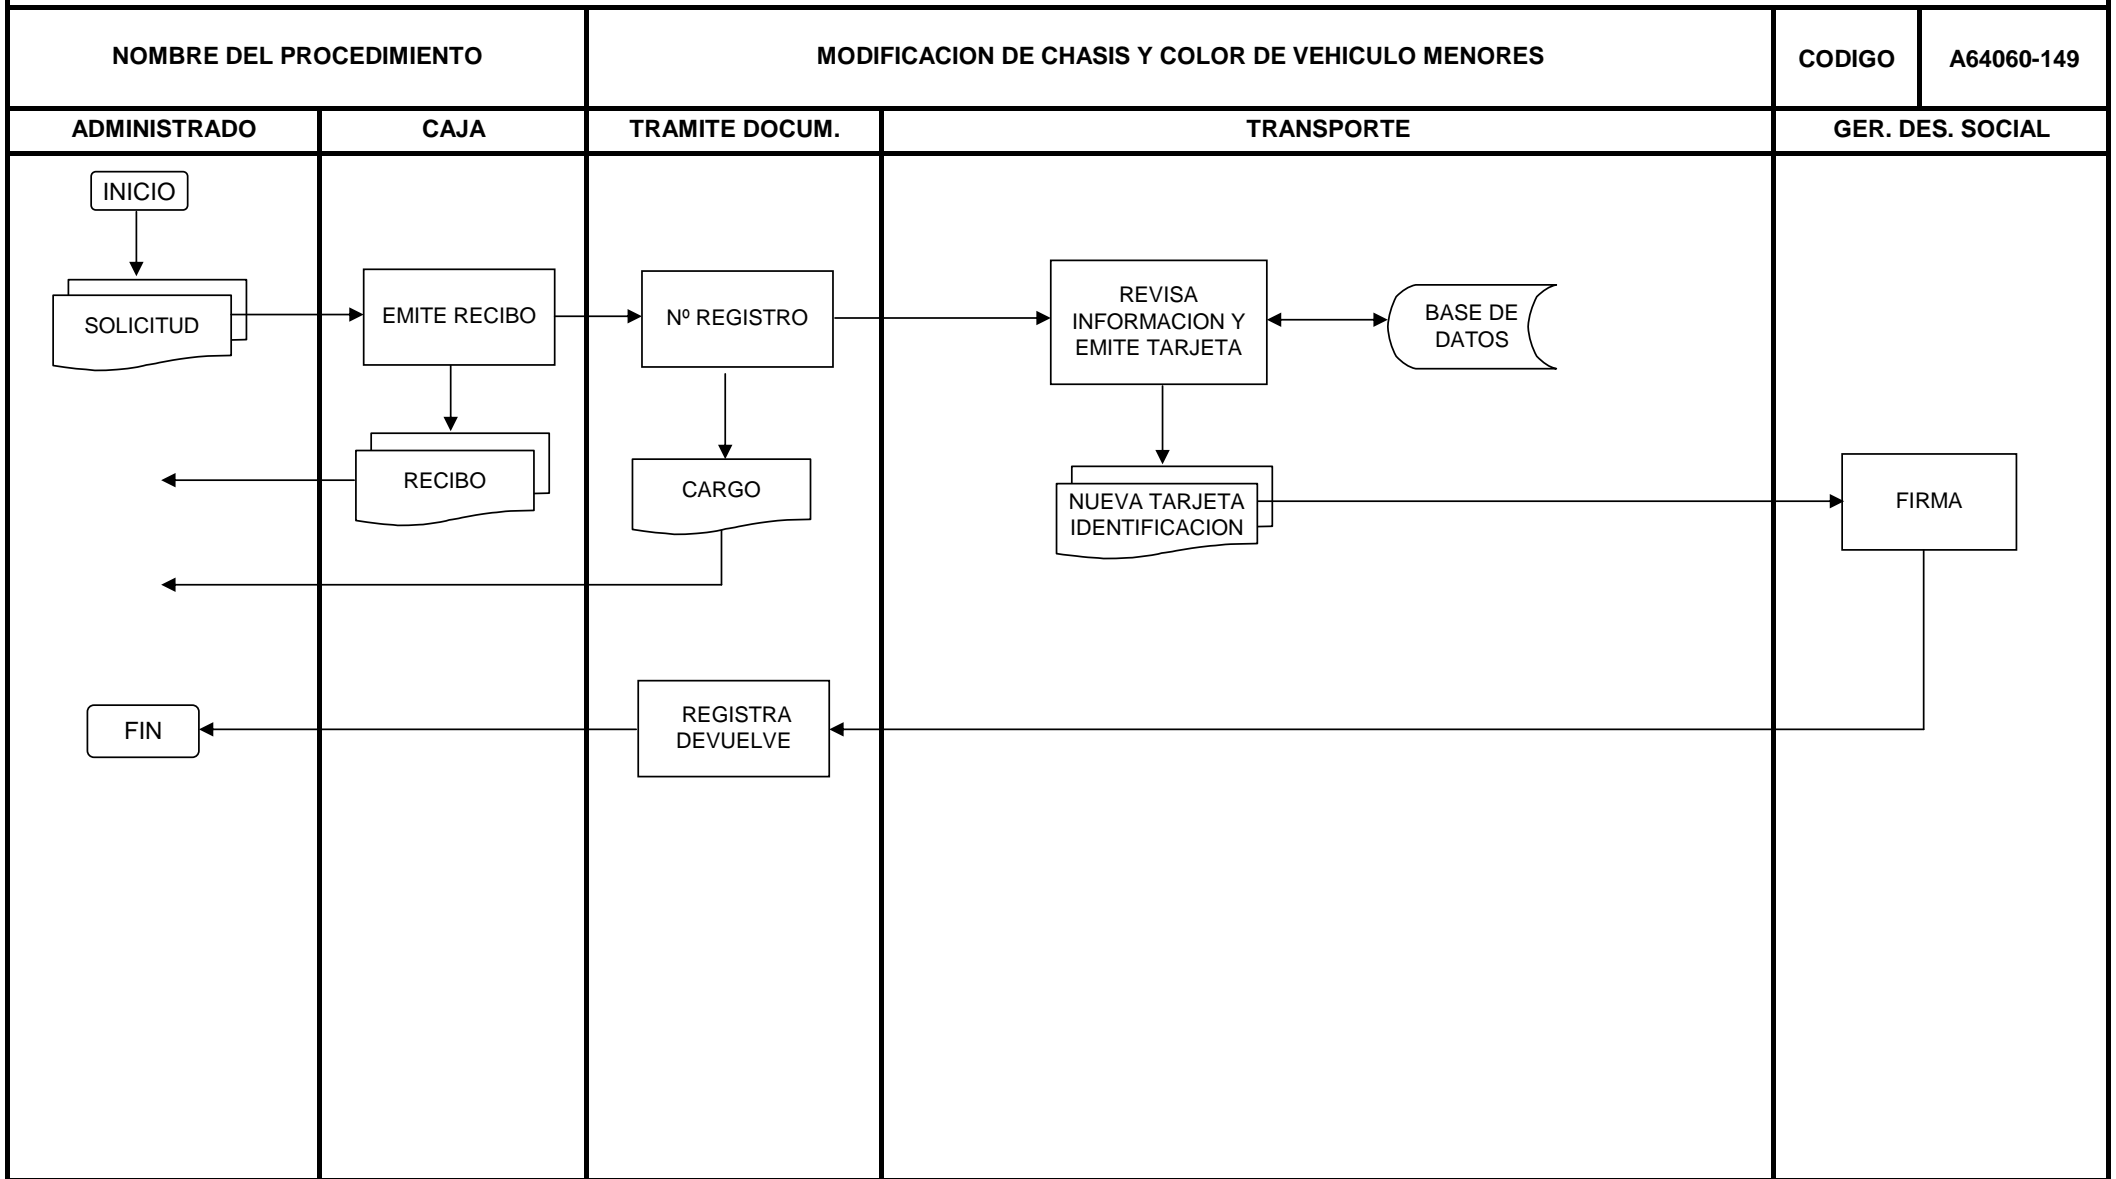 NOMBRE DEL PROCEDIMIENTO
MODIFICACION DE CHASIS Y COLOR DE VEHICULO MENORES
CODIGO
A64060-149
ADMINISTRADO
CAJA
TRAMITE DOCUM.
TRANSPORTE
GER. DES. SOCIAL
INICIO
SOLICITUD
EMITE RECIBO
Nº REGISTRO
REVISA
INFORMACION Y
EMITE TARJETA
BASE DE
DATOS
RECIBO
CARGO
NUEVA TARJETA
IDENTIFICACION
FIRMA
FIN
REGISTRA
DEVUELVE